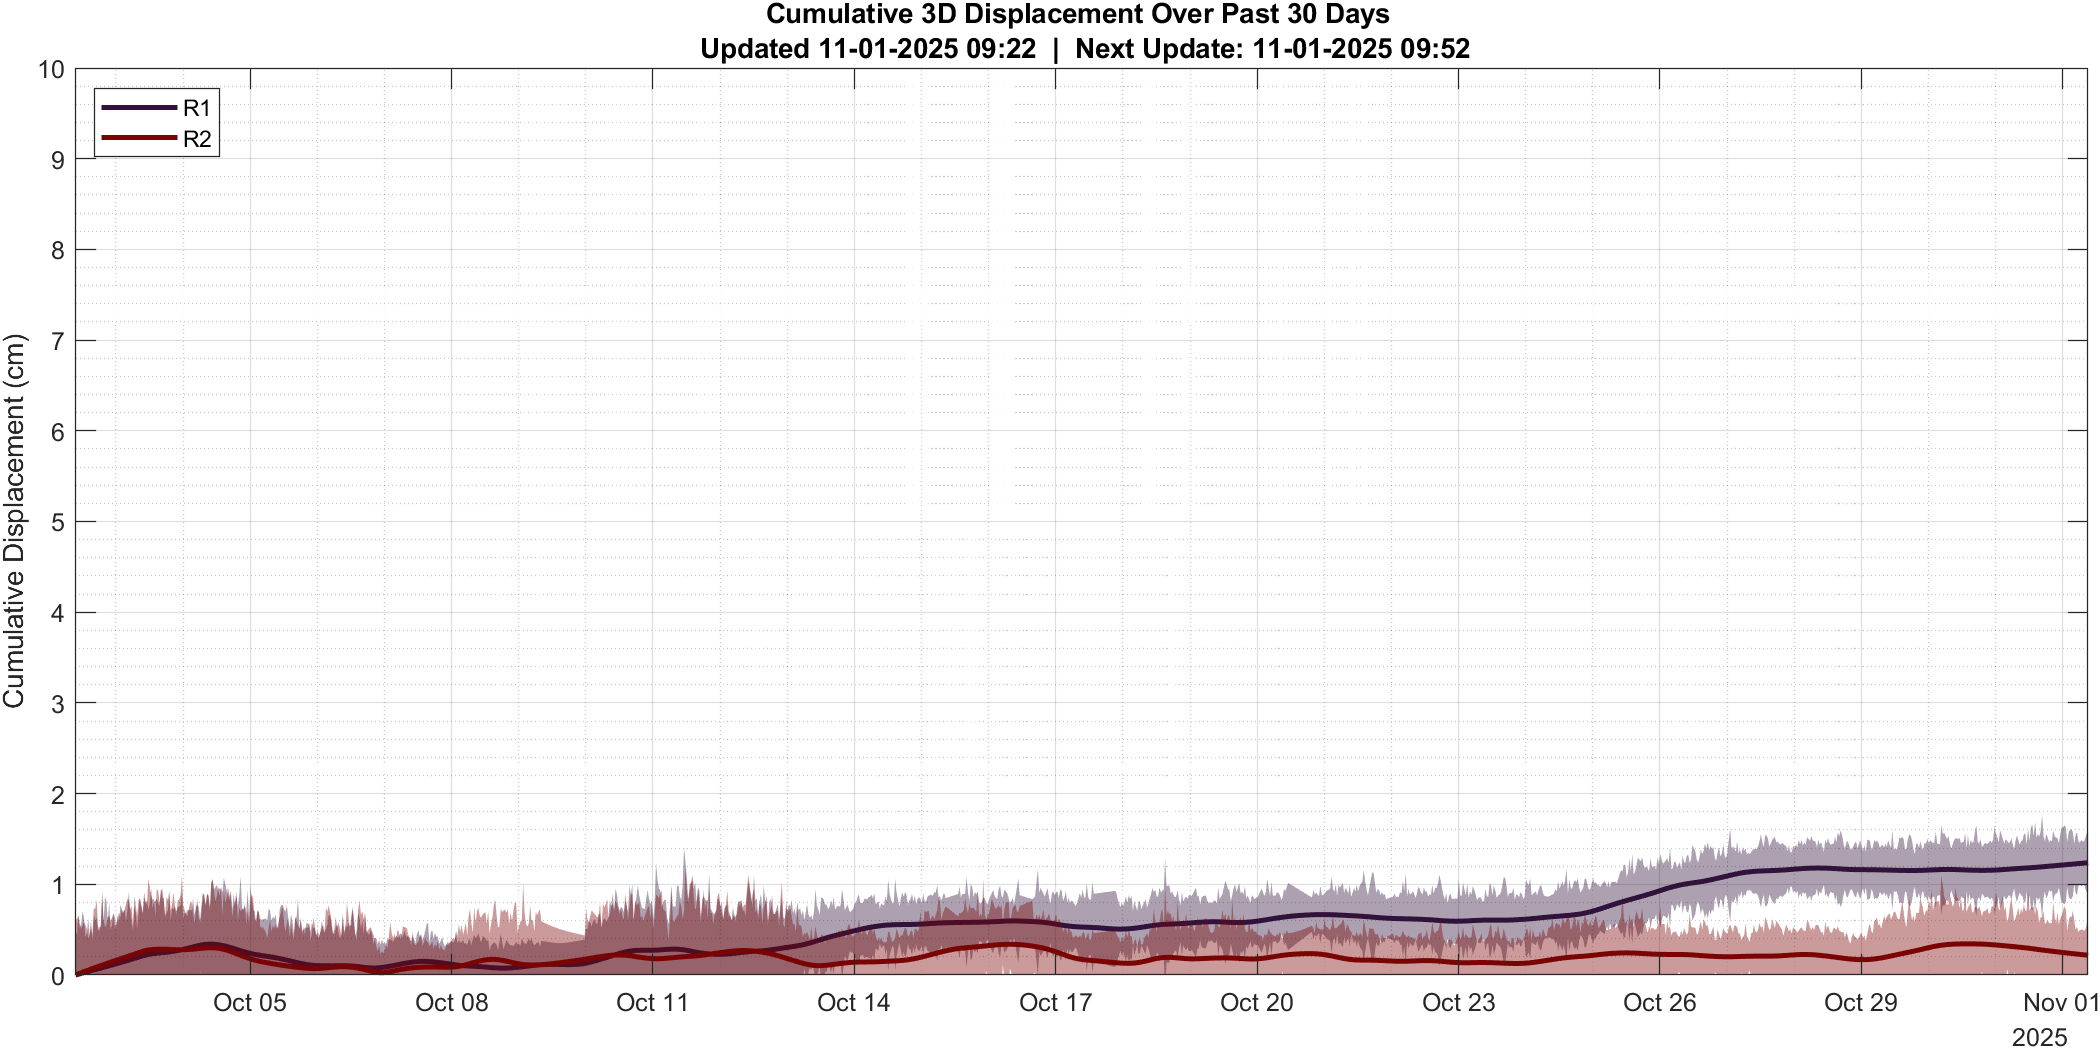 Cumulative 3D Displacement Over Past 30 Days
Updated 11-01-2025 09:22 | Next Update: 11-01-2025 09:52
R1
R2
Cumulative Displacement (cm)
10
9
8
7
6
5
4
3
2
1
0
Oct 05 Oct 08 Oct 11 Oct 14 Oct 17 Oct 20 Oct 23 Oct 26 Oct 29 Nov 01
2025